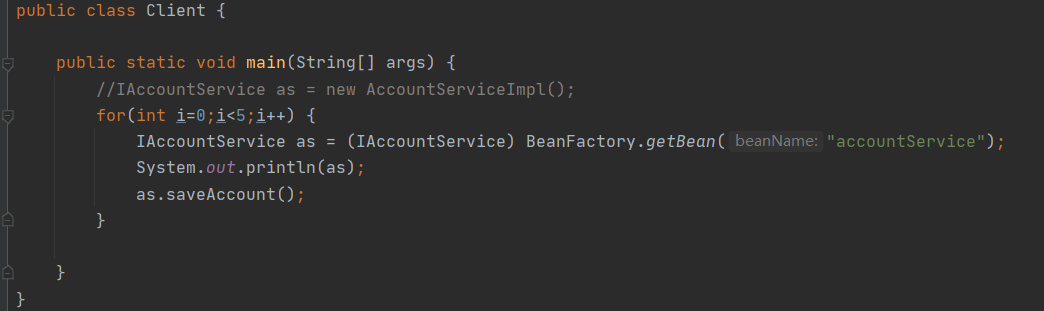 public class Client {
public static void main(String[] args) {
//IAccountService as = new AccountServiceImpl();
for(int i=0;i<5;i++) {
IAccountService as = (IAccountService) BeanFactory.getBean( beanName: "accountService");
System.out.println(as);
as.saveAccount();
}
}
}